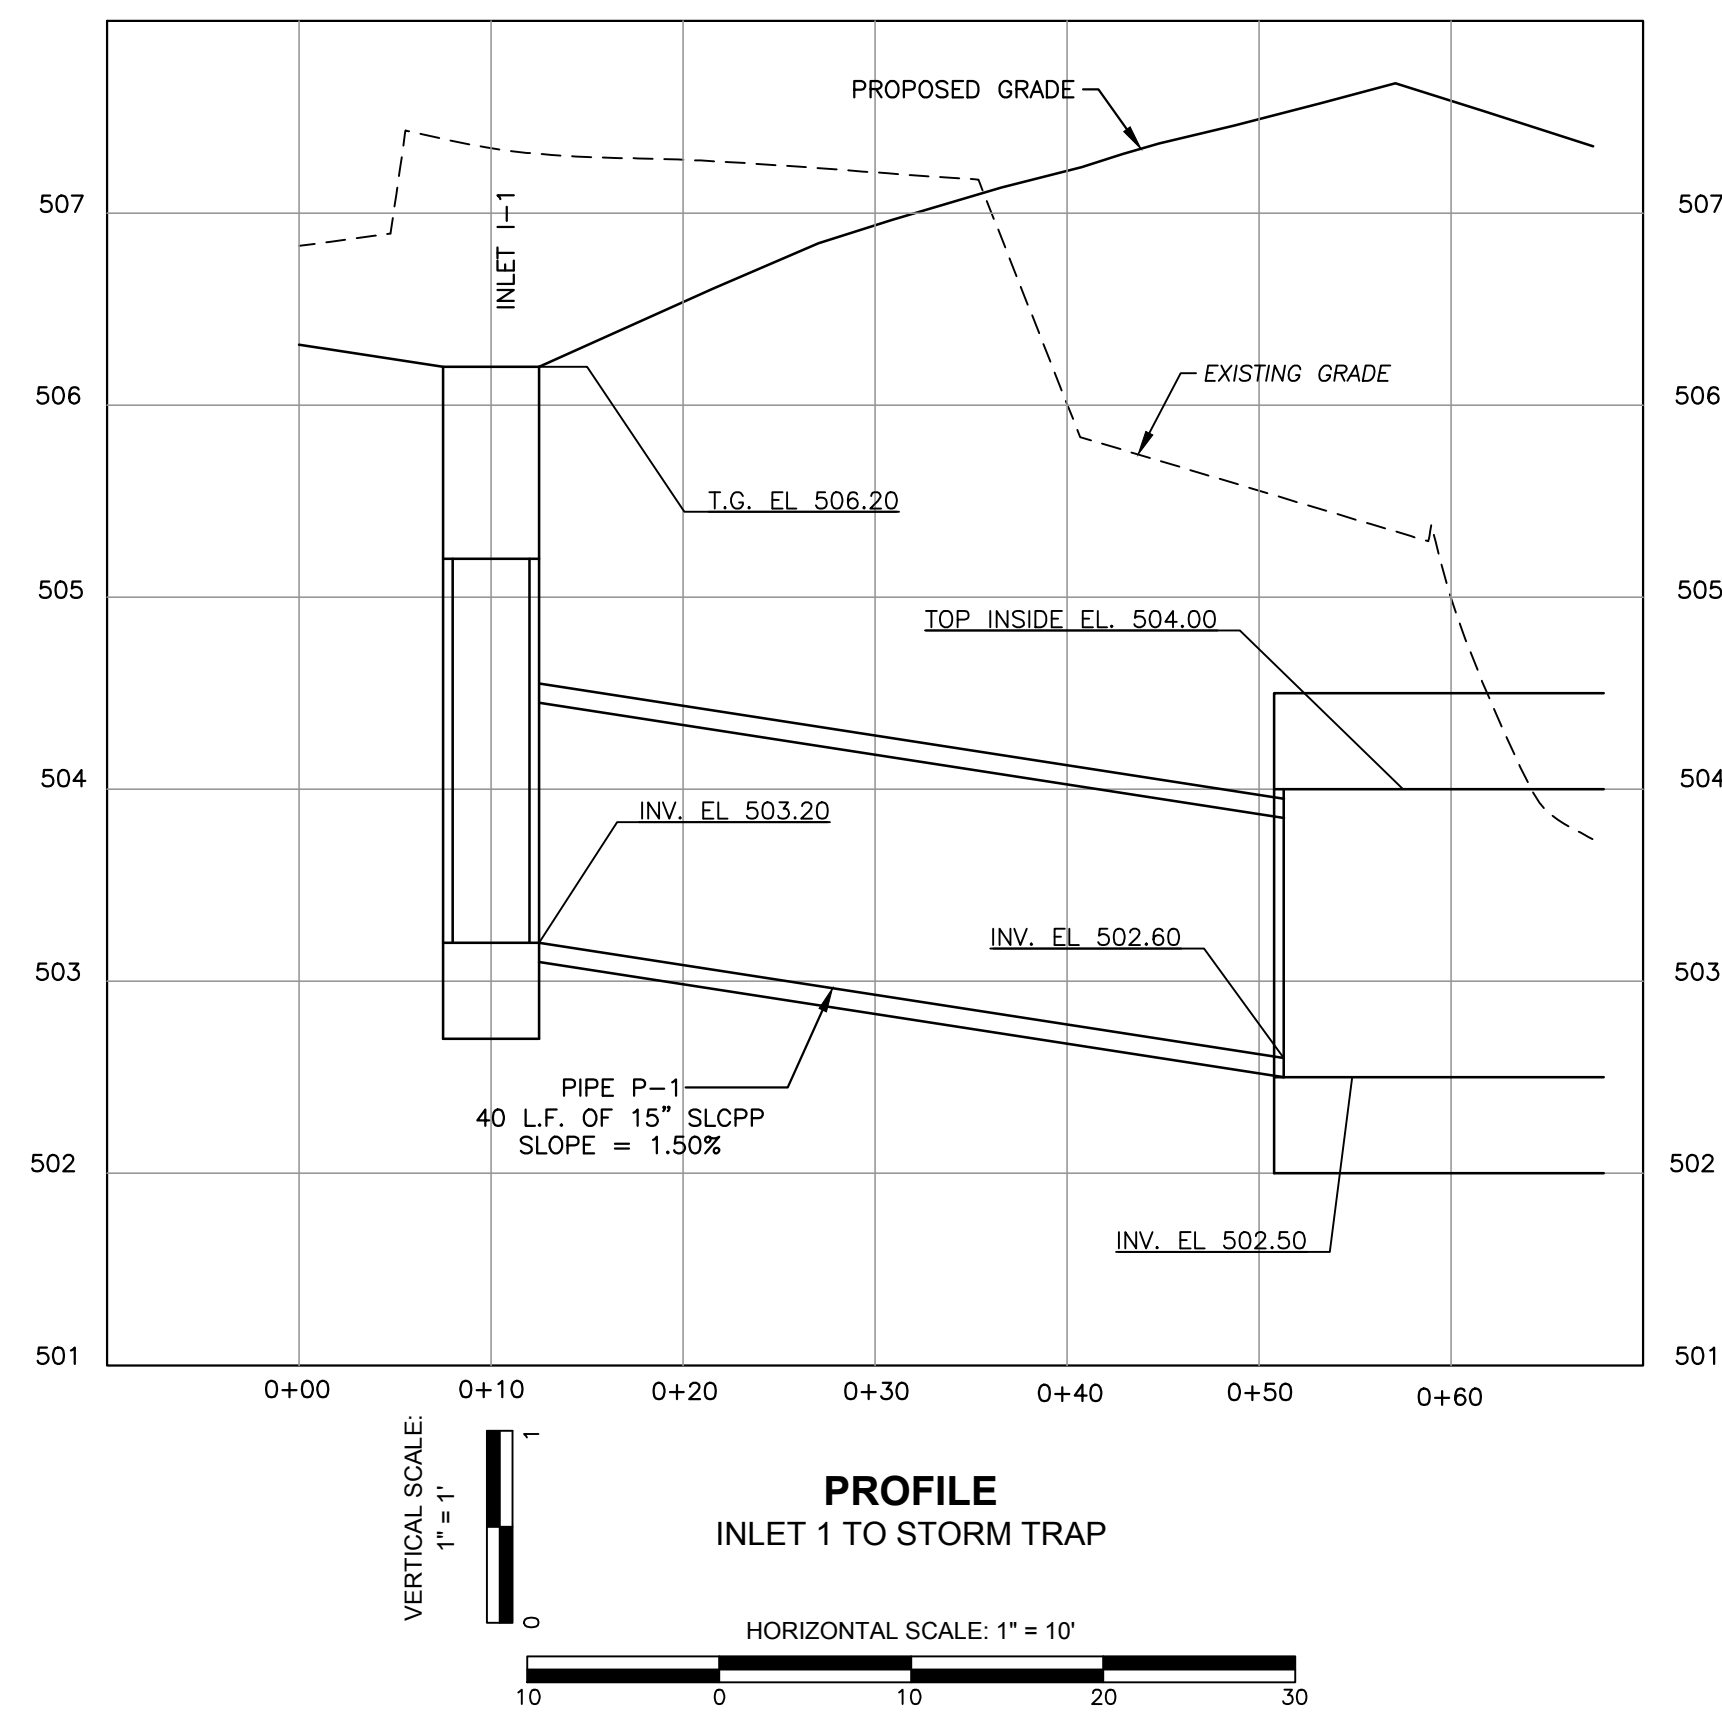 PROPOSED GRADE
507
507
INLET I-1
506
506
EXISTING GRADE
T.G. EL 506.20
505
505
TOP INSIDE EL. 504.00
504
504
INV. EL 503.20
INV. EL 502.60
503
503
PIPE P-1
40 L.F. OF 15" SLCPP
SLOPE = 1.50%
502
502
INV. EL 502.50
501
501
0+00 0+10 0+20 0+30 0+40 0+50 0+60
VERTICAL SCALE:
1" = 1'
1
0
PROFILE
INLET 1 TO STORM TRAP
HORIZONTAL SCALE: 1" = 10'
10 0 10 20 30